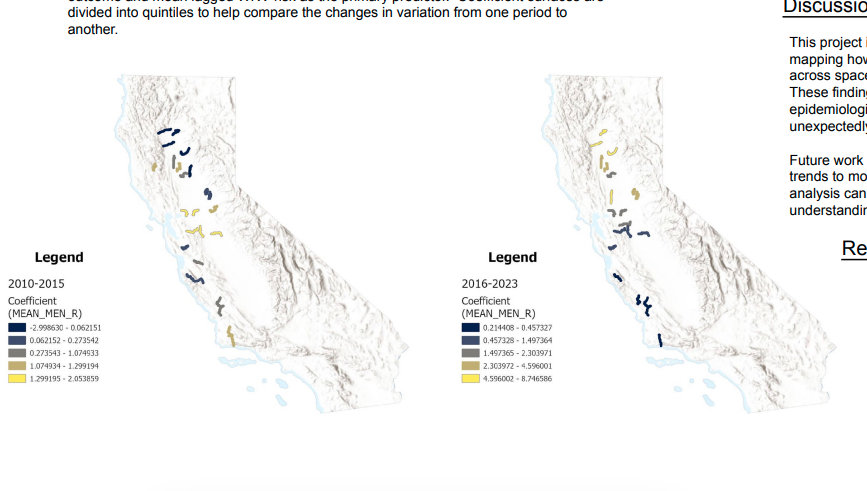 divided into quintiles to help compare the changes in variation from one period to
another.
Legend
2010-2015
Coefficient
(MEAN_MEN_R)
-2.998630 - 0.062151
0.062152 - 0.273542
0.273543 - 1.074933
1.074934 - 1.299194
1.299195 - 2.053859
Legend
2016-2023
Coefficient
(MEAN_MEN_R)
0.214408 - 0.457327
0.457328 - 1.497364
1.497365 - 2.303971
2.303972 - 4.596001
4.596002 - 8.746586
Discussio
This project i
mapping how
across space
These finding
epidemiologi
unexpectedly
Future work
trends to mo
analysis can
understandin
Re